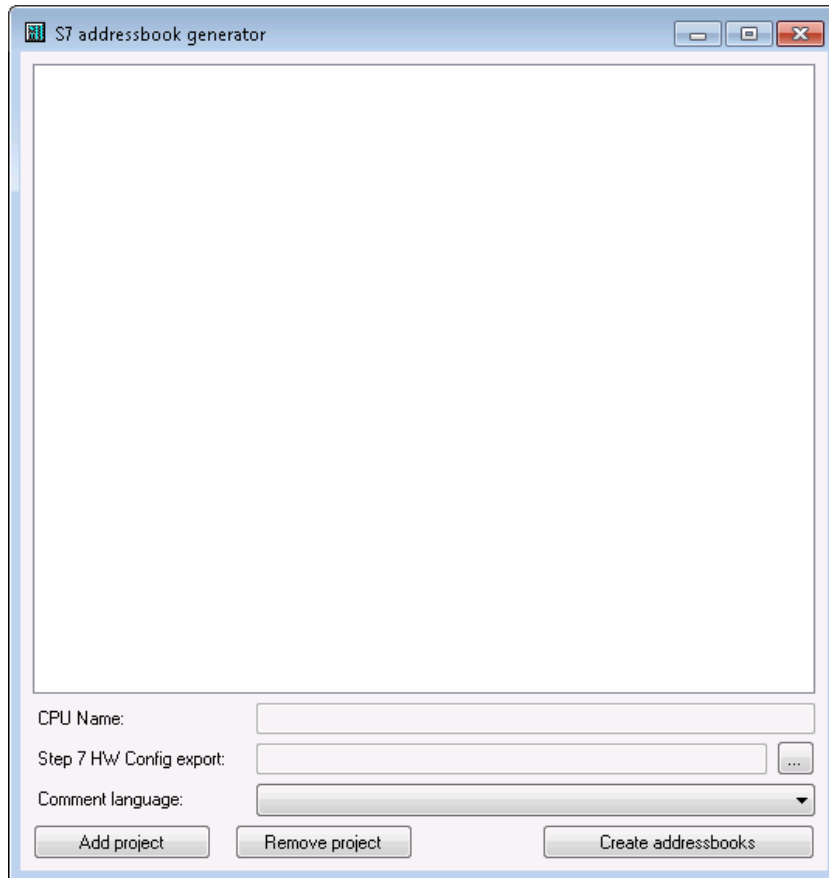 S7 addressbook generator
CPU Name:
Step 7 HW Config export:
...
Comment language:
Add project Remove project Create addressbooks